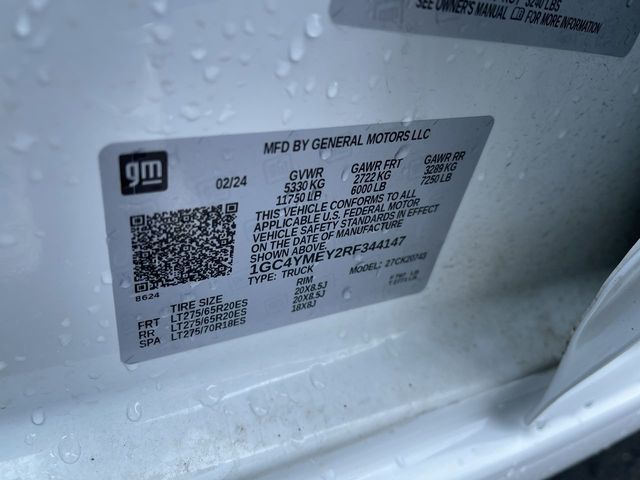 SEE OWNER'S MANUAL FOR MORE INFORMATION
gm
MFD BY GENERAL MOTORS LLC
02/24
GVWR
5330 KG
11750 LB
GAWR FRT
2722 KG
6000 LB
GAWR RR
3289 KG
7250 LB
THIS VEHICLE CONFORMS TO ALL
APPLICABLE U.S. FEDERAL MOTOR
VEHICLE SAFETY STANDARDS IN EFFECT
ON THE DATE OF MANUFACTURE
1GC4YMEY2RF344147
TYPE: TRUCK
MODEL: 27CK20743
8624
TIRE SIZE
RIM
FRT LT275/65R20ES 20X8.5J
RR LT275/65R20ES 20X8.5J
SPA LT275/70R18ES 18X8J